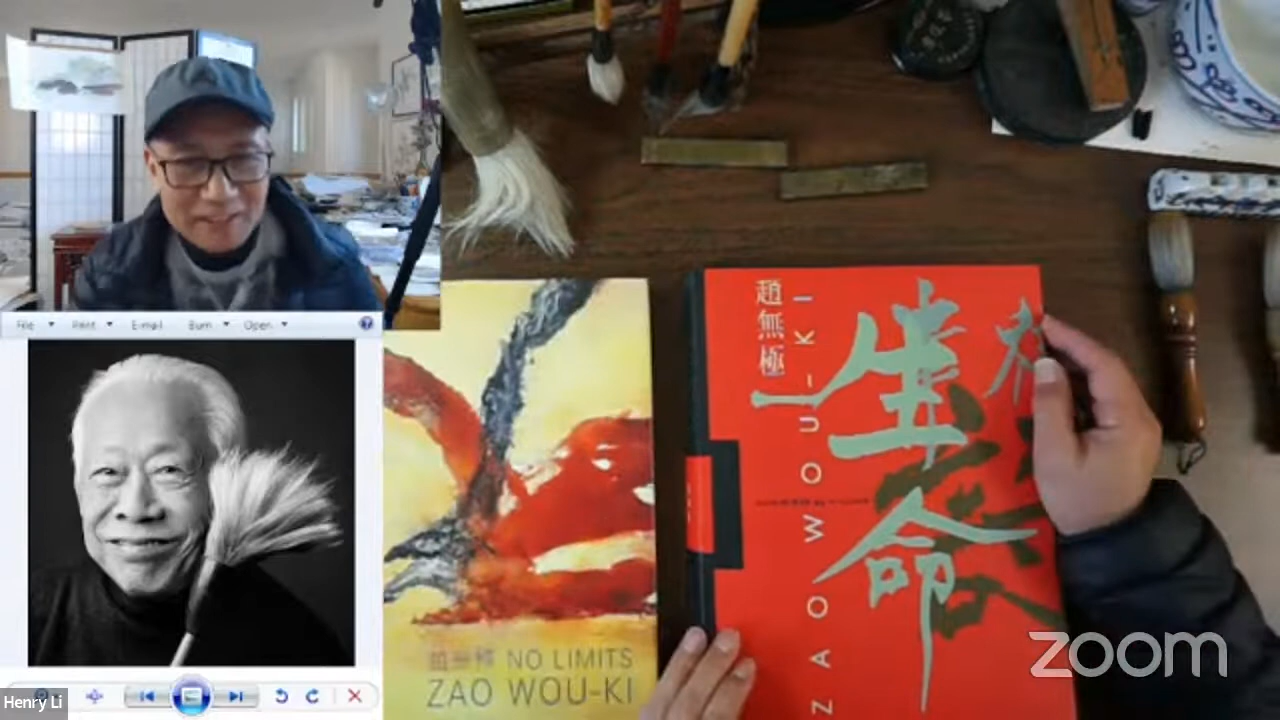 File Print E-mail Burn Open
Henry Li
趙無極 NO LIMITS
ZAO WOU-KI
趙無極
ZAO WOU-KI
生命
zoom